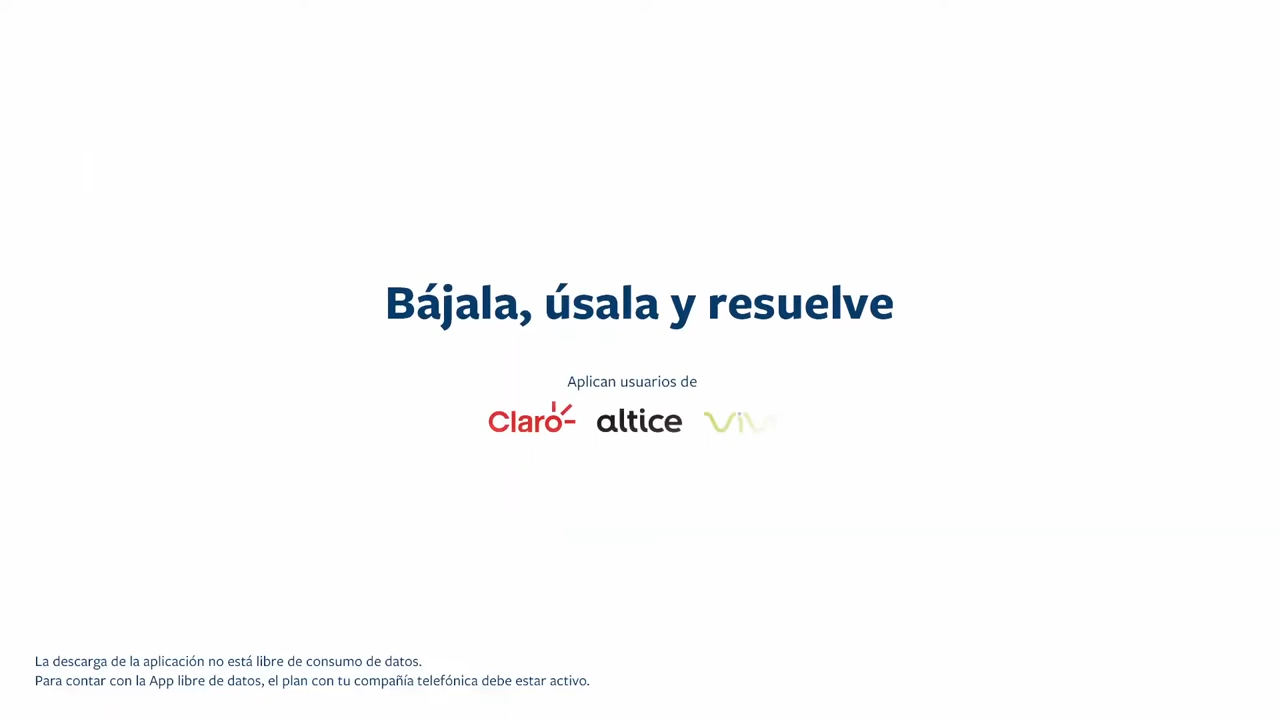 Bájala, úsala y resuelve
Aplican usuarios de
Claro altice
La descarga de la aplicación no está libre de consumo de datos.
Para contar con la App libre de datos, el plan con tu compañía telefónica debe estar activo.